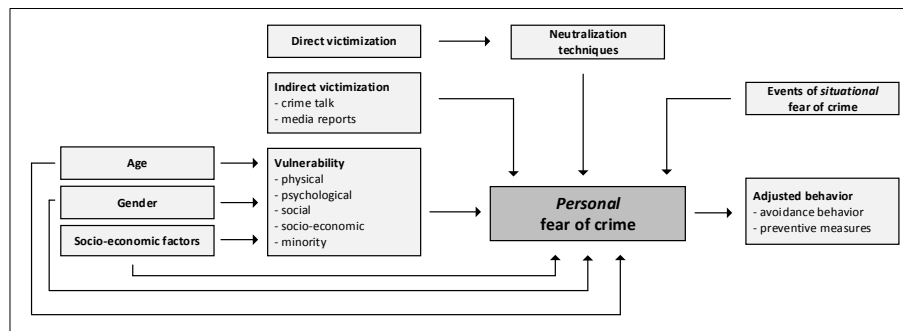 Direct victimization
Neutralization
techniques
Indirect victimization
- crime talk
- media reports
Events of situational
fear of crime
Age
Gender
Socio-economic factors
Vulnerability
- physical
- psychological
- social
- socio-economic
- minority
Personal
fear of crime
Adjusted behavior
- avoidance behavior
- preventive measures